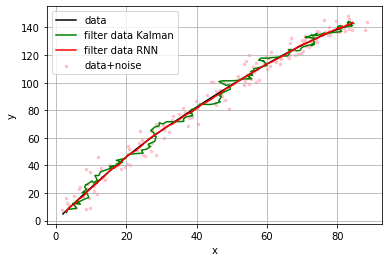 data
filter data Kalman
filter data RNN
data+noise
140
120
100
80
60
40
20
0
y
0 20 40 60 80
x